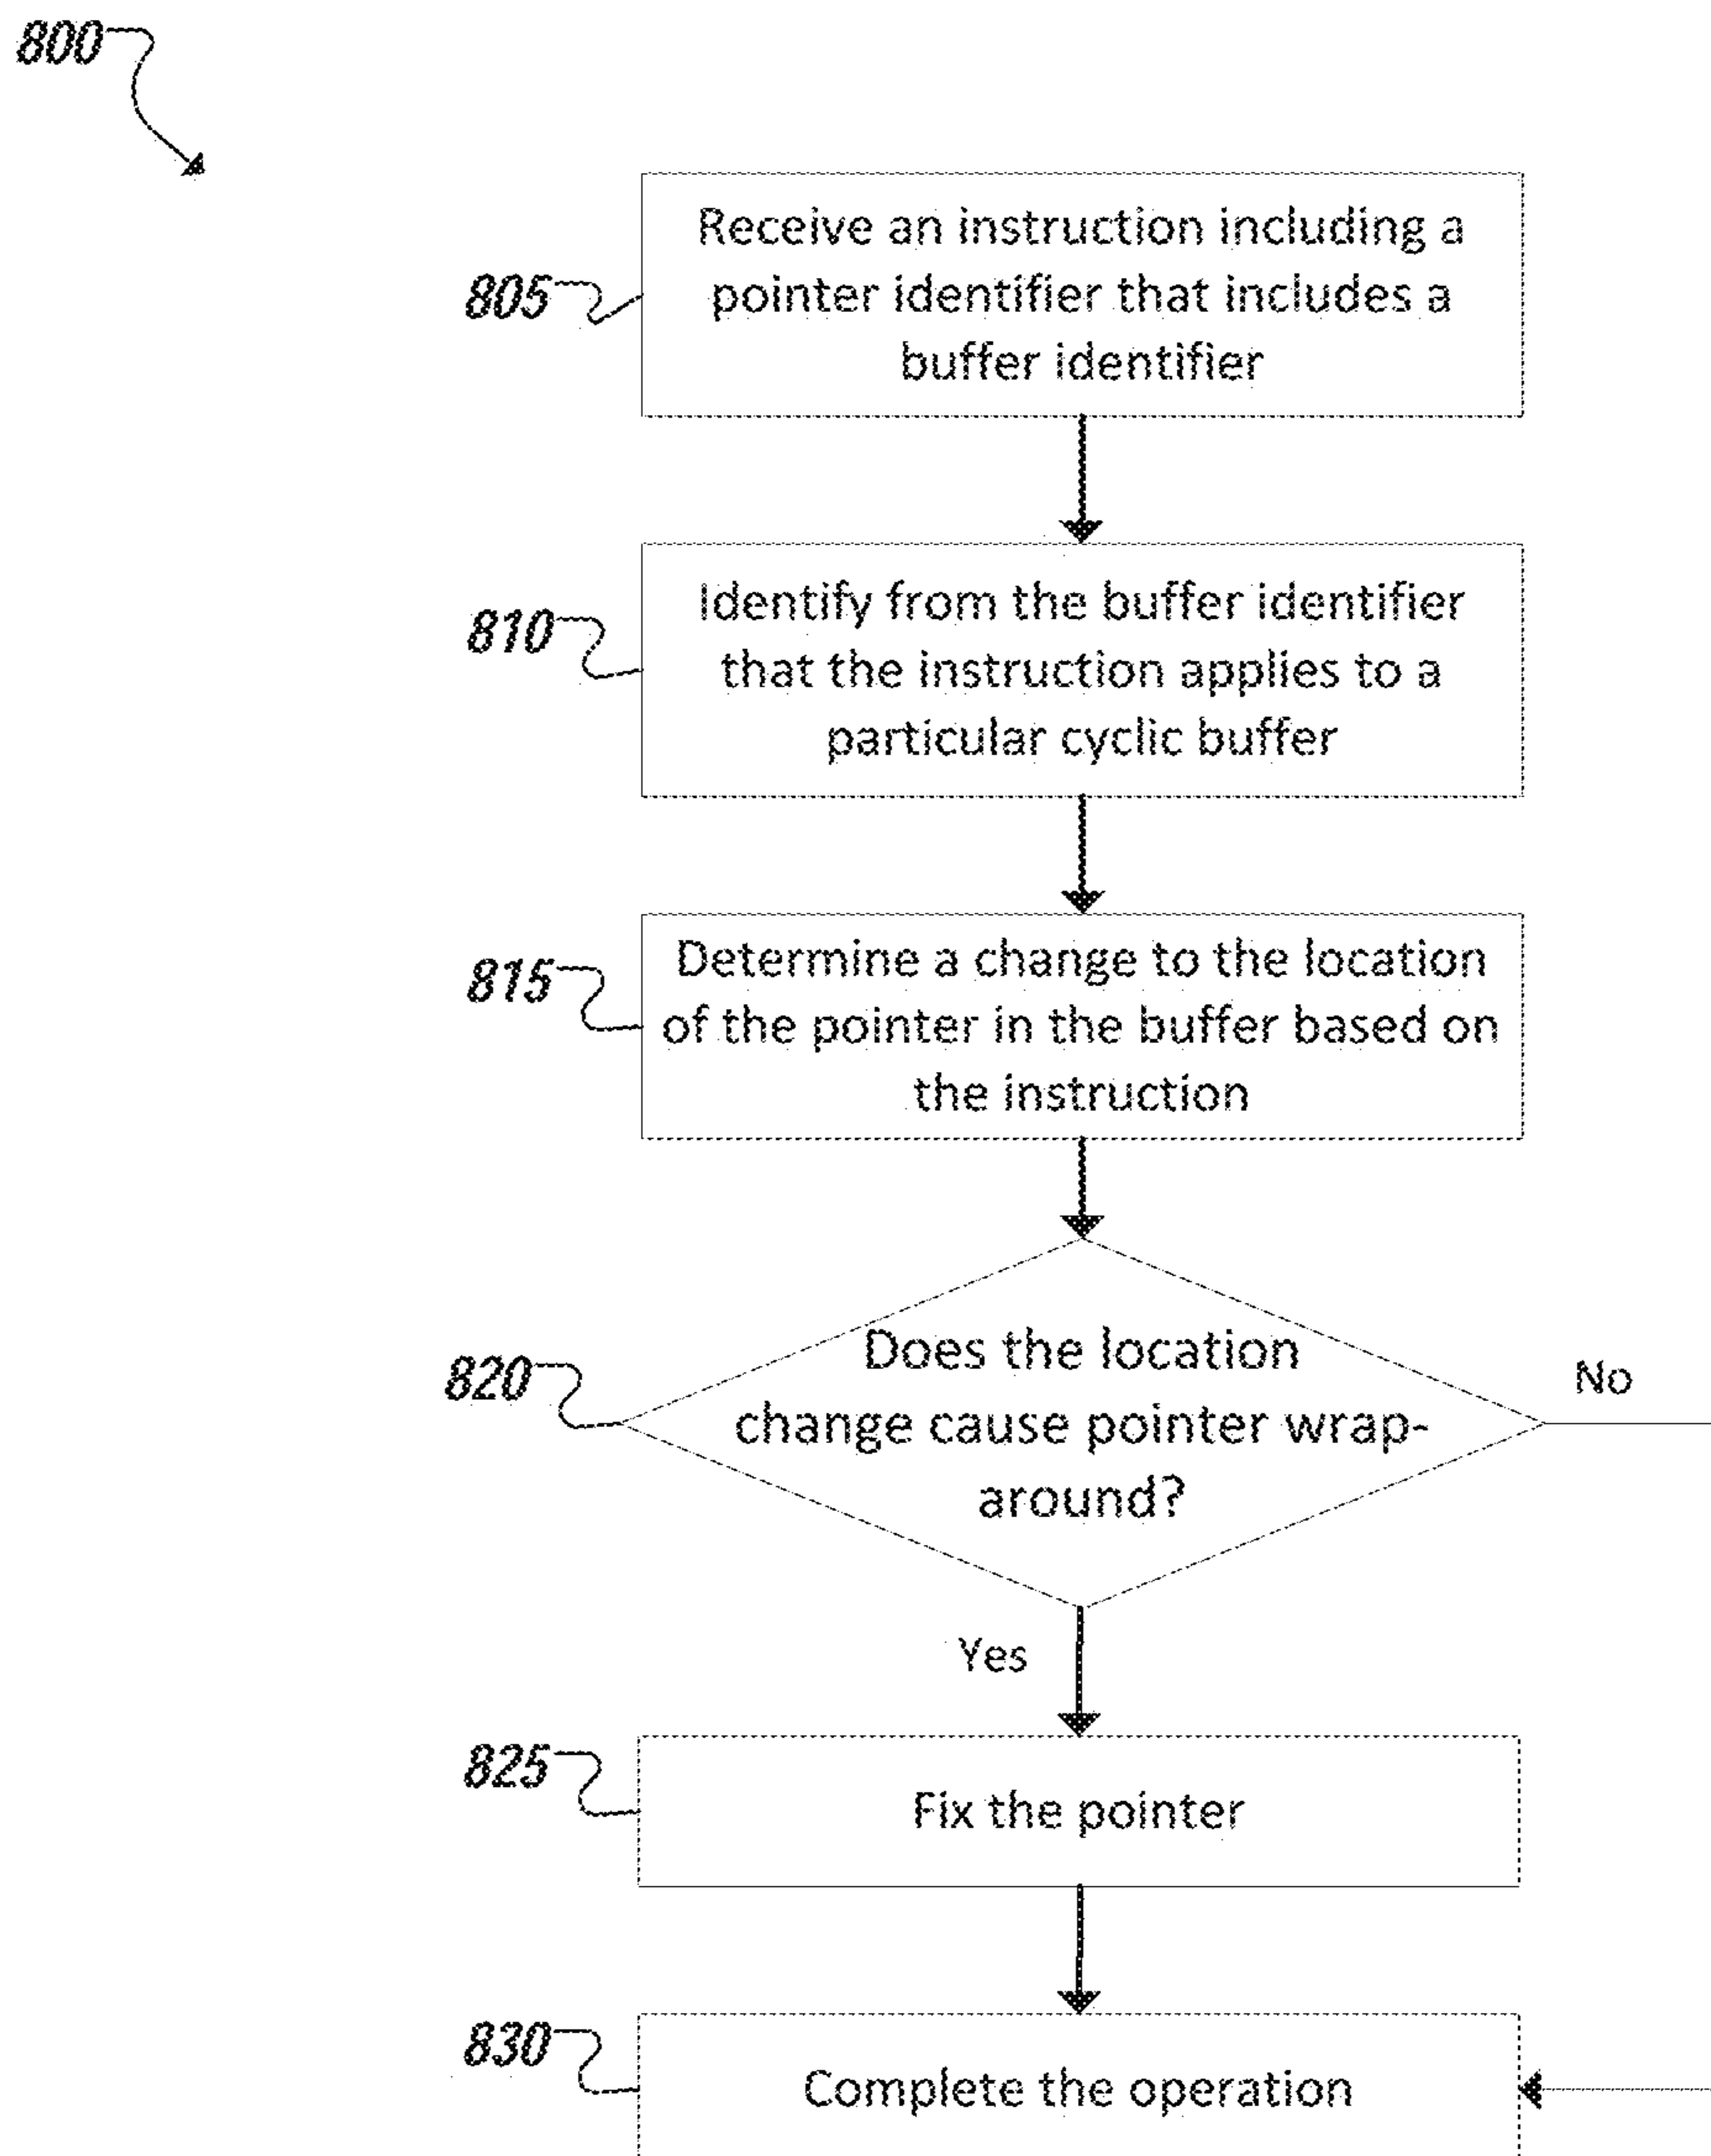 800
805
Receive an instruction including a
pointer identifier that includes a
buffer identifier
810
Identify from the buffer identifier
that the instruction applies to a
particular cyclic buffer
815
Determine a change to the location
of the pointer in the buffer based on
the instruction
820
Does the location
change cause pointer wrap-
around?
No
Yes
825
Fix the pointer
830
Complete the operation